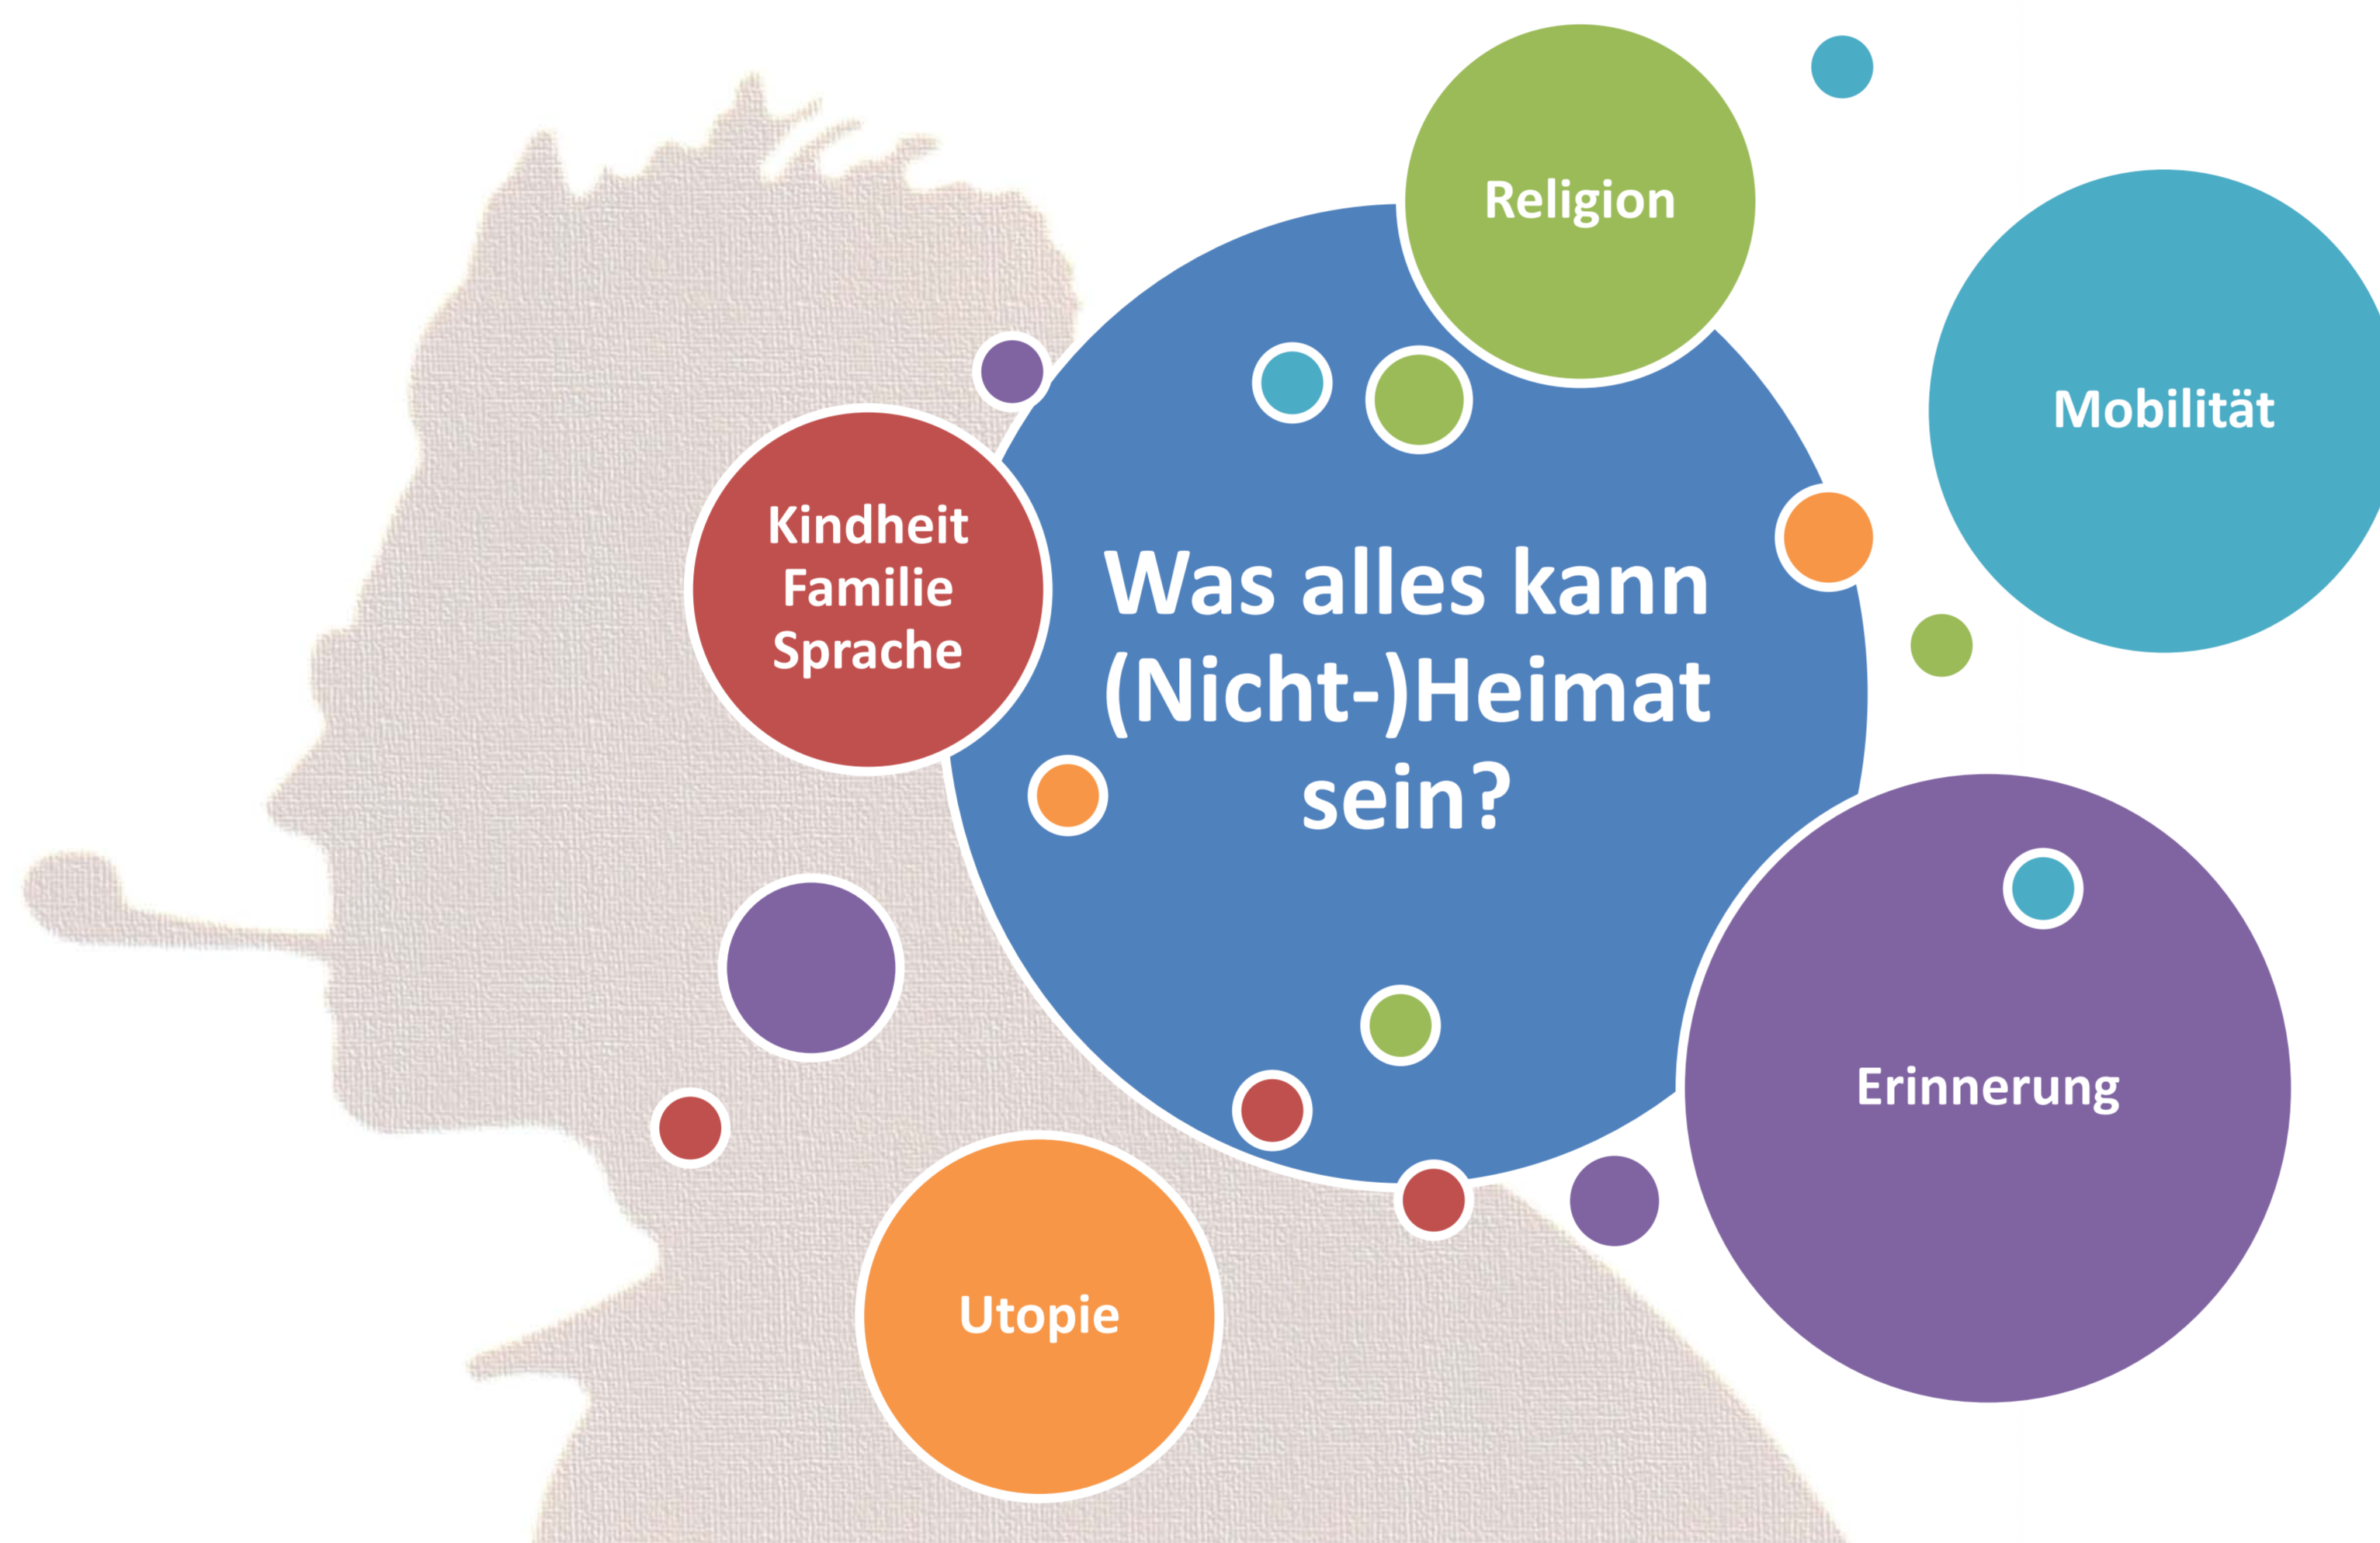 Religion
Mobilität
Kindheit
Familie
Sprache
Was alles kann
(Nicht-)Heimat
sein?
Erinnerung
Utopie